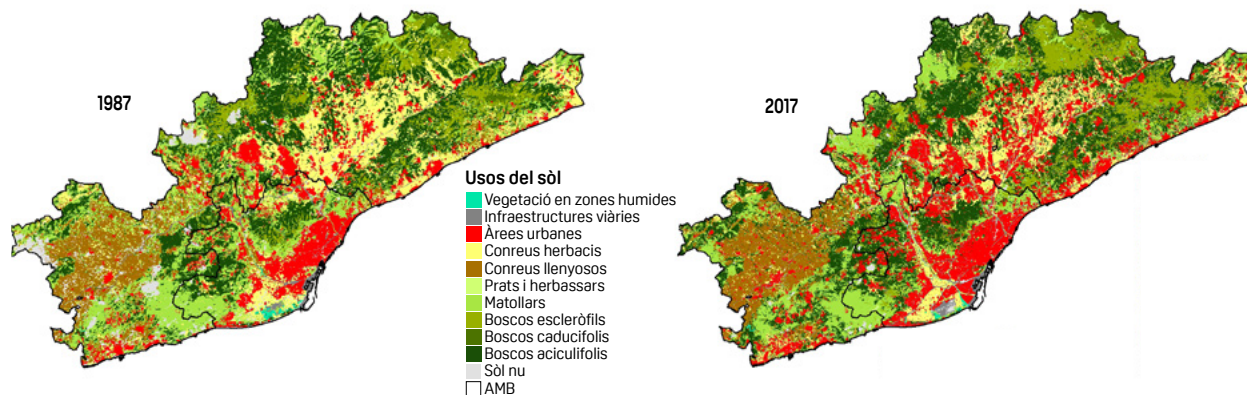 1987
2017
Usos del sòl
Vegetació en zones humides
Infraestructures viàries
Àrees urbanes
Conreus herbacis
Conreus llenyosos
Prats i herbassars
Matollars
Boscos escleròfils
Boscos caducifolis
Boscos aciculifolis
Sòl nu
AMB